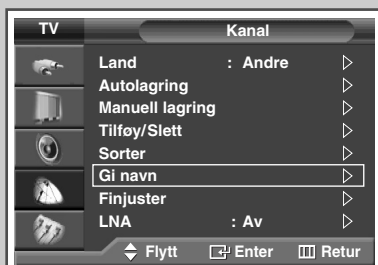 TV Kanal
Land : Andre
Autolagring
Manuell lagring
Tilføy/Slett
Sorter
Gi navn
Finjuster
LNA : Av
Flytt Enter Retur